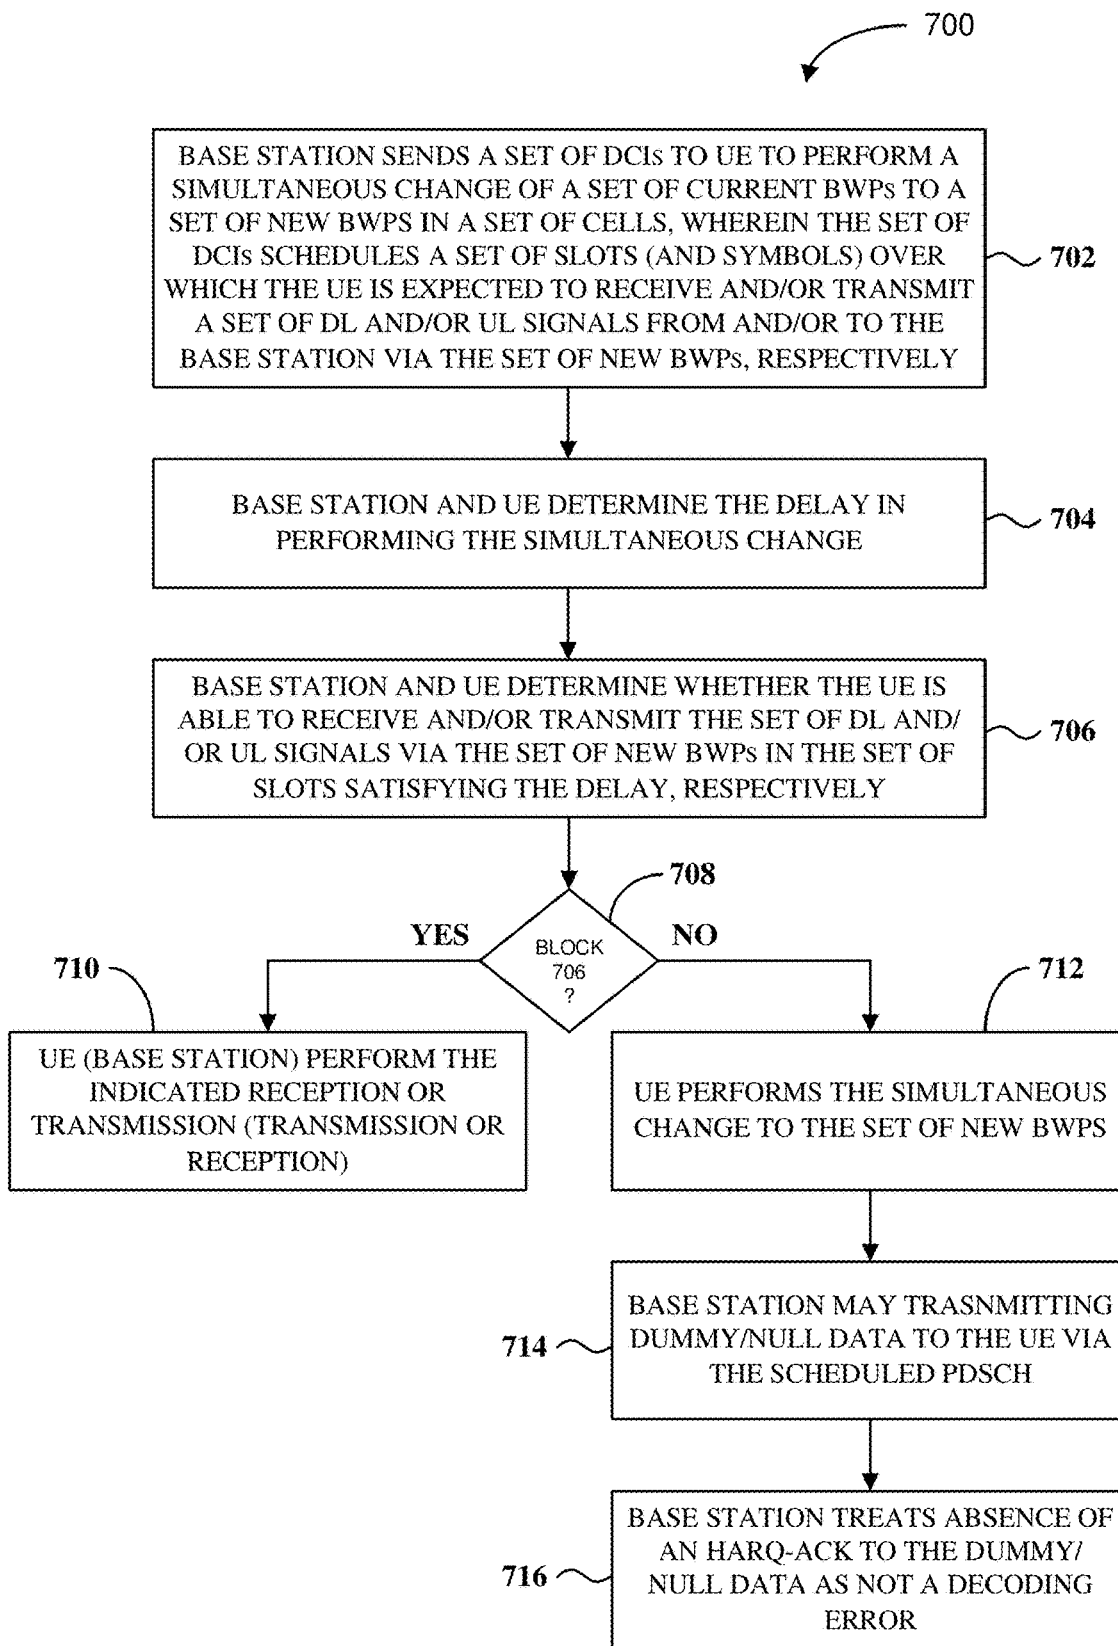 700
BASE STATION SENDS A SET OF DCIs TO UE TO PERFORM A
SIMULTANEOUS CHANGE OF A SET OF CURRENT BWPs TO A
SET OF NEW BWPS IN A SET OF CELLS, WHEREIN THE SET OF
DCIs SCHEDULES A SET OF SLOTS (AND SYMBOLS) OVER
WHICH THE UE IS EXPECTED TO RECEIVE AND/OR TRANSMIT
A SET OF DL AND/OR UL SIGNALS FROM AND/OR TO THE
BASE STATION VIA THE SET OF NEW BWPs, RESPECTIVELY
702
BASE STATION AND UE DETERMINE THE DELAY IN
PERFORMING THE SIMULTANEOUS CHANGE
704
BASE STATION AND UE DETERMINE WHETHER THE UE IS
ABLE TO RECEIVE AND/OR TRANSMIT THE SET OF DL AND/
OR UL SIGNALS VIA THE SET OF NEW BWPs IN THE SET OF
SLOTS SATISFYING THE DELAY, RESPECTIVELY
706
708
YES
NO
BLOCK
706
?
710
UE (BASE STATION) PERFORM THE
INDICATED RECEPTION OR
TRANSMISSION (TRANSMISSION OR
RECEPTION)
712
UE PERFORMS THE SIMULTANEOUS
CHANGE TO THE SET OF NEW BWPS
BASE STATION MAY TRASNMITTING
DUMMY/NULL DATA TO THE UE VIA
THE SCHEDULED PDSCH
714
BASE STATION TREATS ABSENCE OF
AN HARQ-ACK TO THE DUMMY/
NULL DATA AS NOT A DECODING
ERROR
716